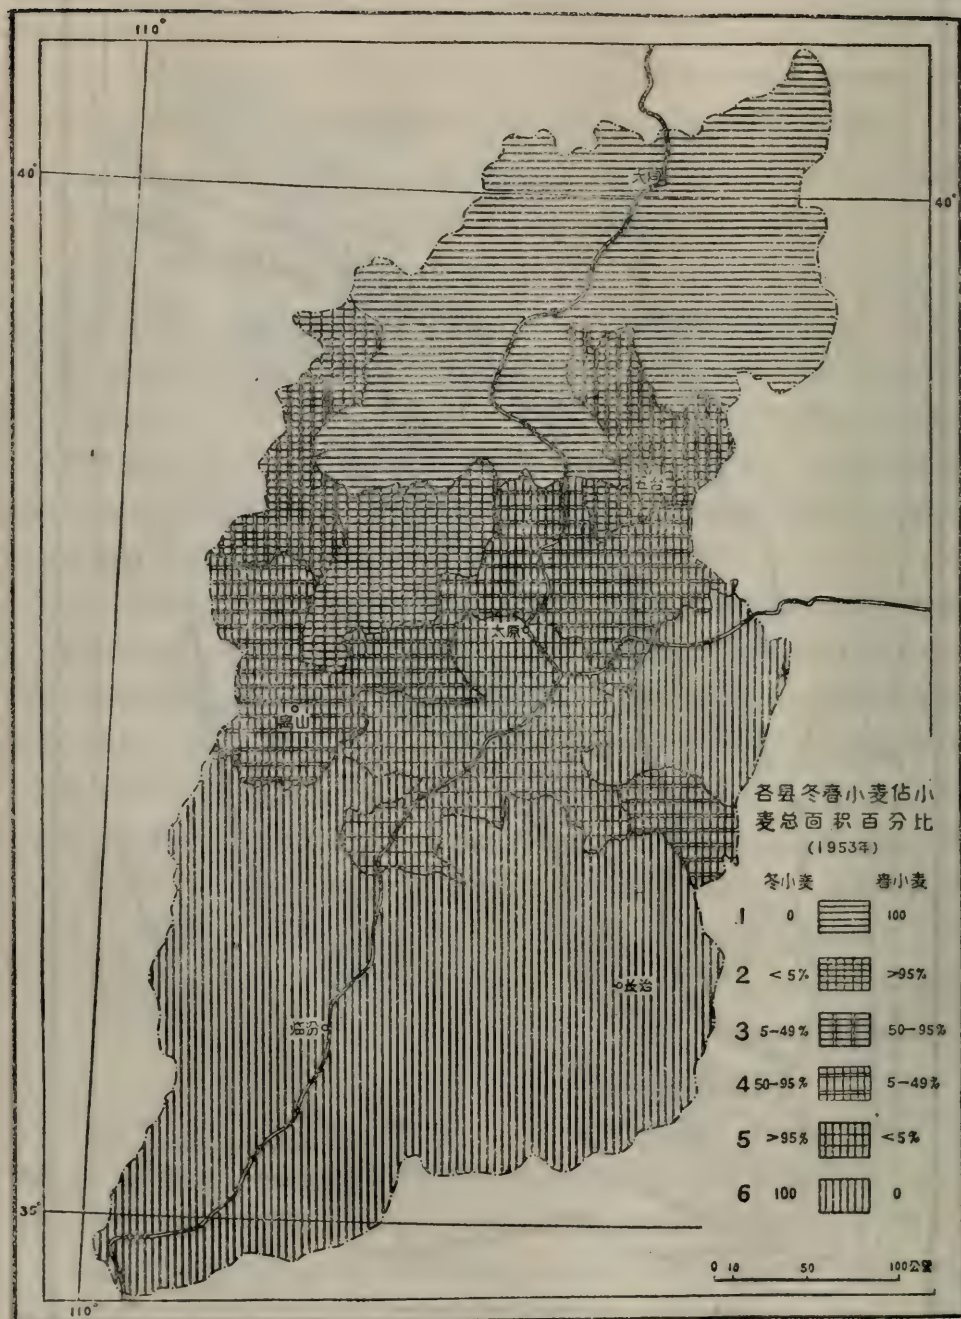 110°
40°
40°
大同
五台
太原
离山
长治
临汾
35°
110°
各县冬春小麦佔小
麦总面积百分比
(1953年)
冬小麦 春小麦
1 0 100
2 <5% >95%
3 5-49% 50-95%
4 50-95% 5-49%
5 >95% <5%
6 100 0
0 10 50 100公里